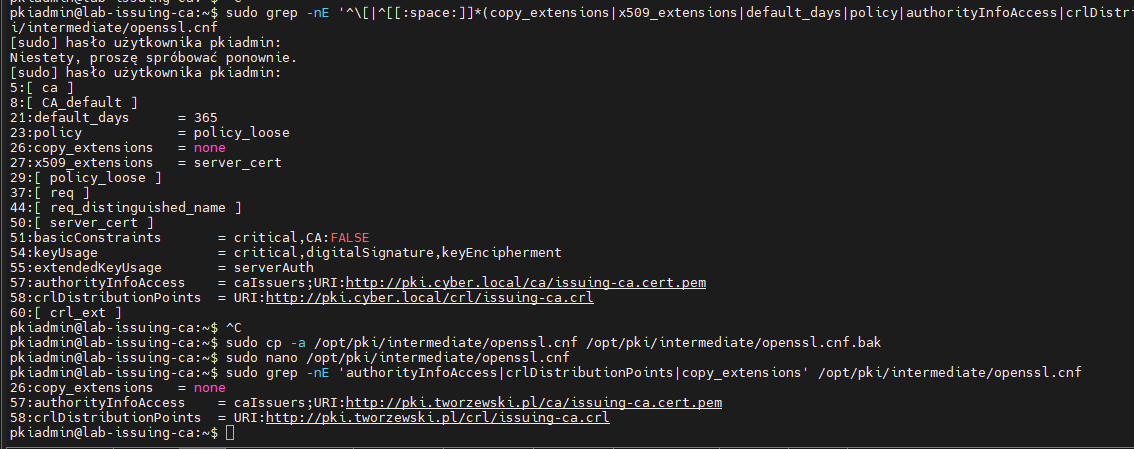 pkiadmin@lab-issuing-ca:~$ ^C
pkiadmin@lab-issuing-ca:~$ sudo grep -nE '^\[|^[[:space:]]*(copy_extensions|x509_extensions|default_days|policy|authorityInfoAccess|crlDistri
i/intermediate/openssl.cnf
[sudo] hasło użytkownika pkiadmin:
Niestety, proszę spróbować ponownie.
[sudo] hasło użytkownika pkiadmin:
5:[ ca ]
8:[ CA_default ]
21:default_days      = 365
23:policy            = policy_loose
26:copy_extensions   = none
27:x509_extensions   = server_cert
29:[ policy_loose ]
37:[ req ]
44:[ req_distinguished_name ]
50:[ server_cert ]
51:basicConstraints       = critical,CA:FALSE
54:keyUsage               = critical,digitalSignature,keyEncipherment
55:extendedKeyUsage       = serverAuth
57:authorityInfoAccess    = caIssuers;URI:http://pki.cyber.local/ca/issuing-ca.cert.pem
58:crlDistributionPoints  = URI:http://pki.cyber.local/crl/issuing-ca.crl
60:[ crl_ext ]
pkiadmin@lab-issuing-ca:~$ ^C
pkiadmin@lab-issuing-ca:~$ sudo cp -a /opt/pki/intermediate/openssl.cnf /opt/pki/intermediate/openssl.cnf.bak
pkiadmin@lab-issuing-ca:~$ sudo nano /opt/pki/intermediate/openssl.cnf
pkiadmin@lab-issuing-ca:~$ sudo grep -nE 'authorityInfoAccess|crlDistributionPoints|copy_extensions' /opt/pki/intermediate/openssl.cnf
26:copy_extensions   = none
57:authorityInfoAccess    = caIssuers;URI:http://pki.tworzewski.pl/ca/issuing-ca.cert.pem
58:crlDistributionPoints  = URI:http://pki.tworzewski.pl/crl/issuing-ca.crl
pkiadmin@lab-issuing-ca:~$